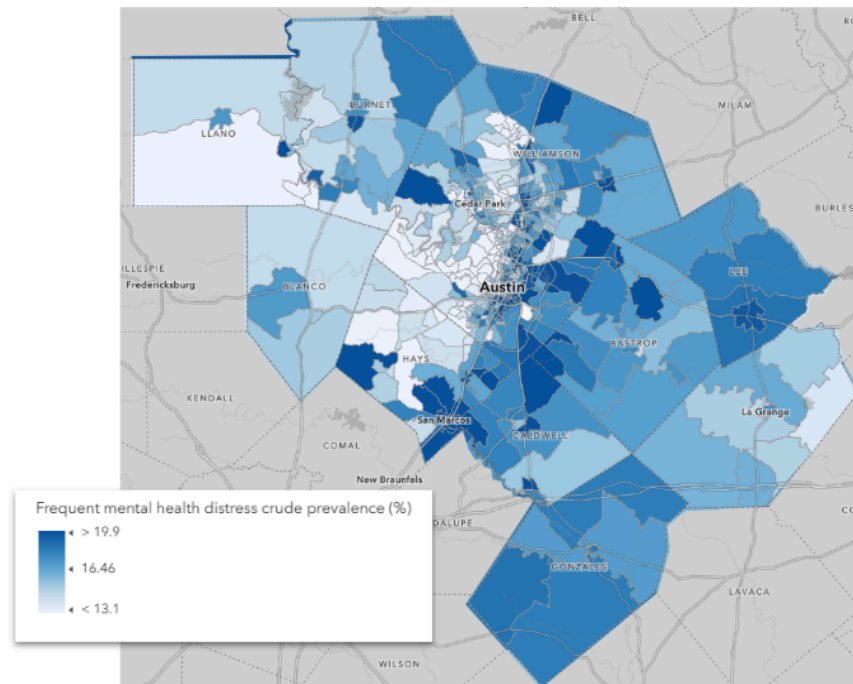 BELL
MILAM
BURNET
LLANO
WILLIAMSON
Cedar Park
BURLES
LEE
ILLESPIE
Fredericksburg
BLANCO
Austin
BASTROP
HAYS
KENDALL
La Grange
San Marcos
COMAL
CALDWELL
New Braunfels
Frequent mental health distress crude prevalence (%)
> 19.9
16.46
< 13.1
DALUPE
GONZALES
LAVACA
WILSON